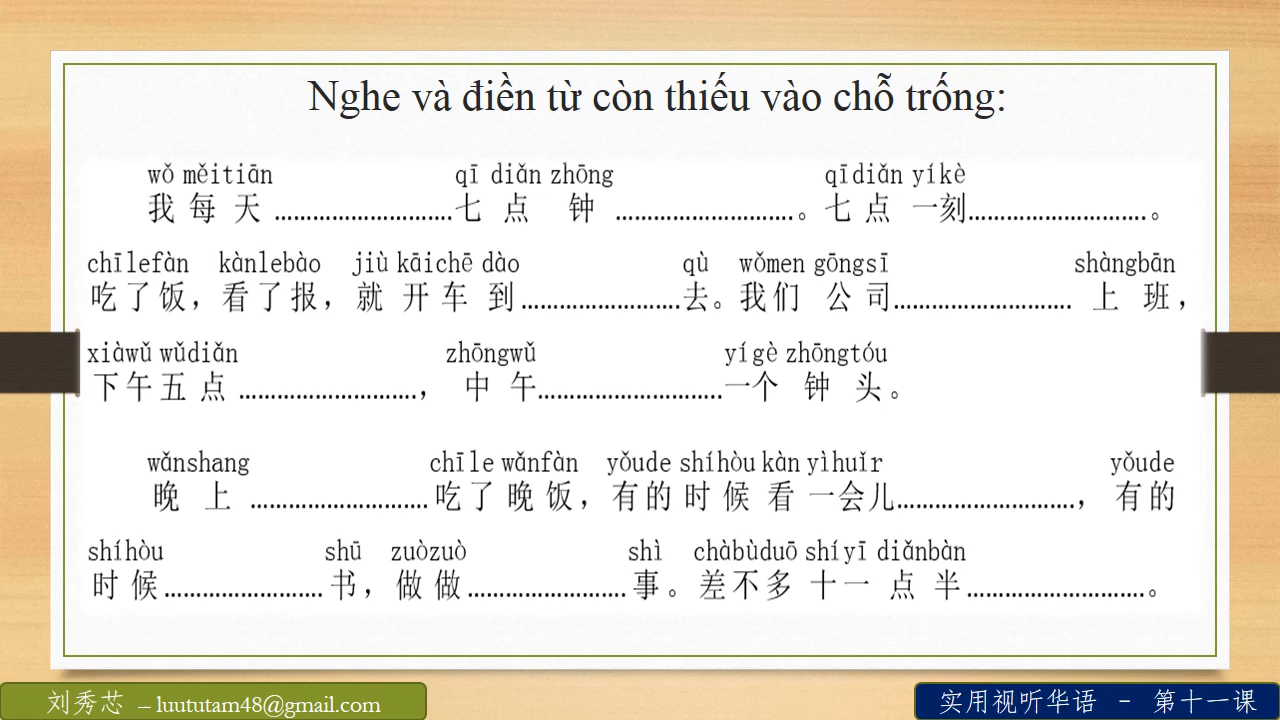 Nghe và điền từ còn thiếu vào chỗ trống:
wǒ měitiān qī diǎn zhōng qīdiǎn yíkè
我每天............................七点钟............................。七点一刻............................。
chīlefàn kànlebào jiù kāichē dào qù wǒmen gōngsī shàngbān
吃了饭，看了报，就开车到.........................去。我们公司............................上班，
xiàwǔ wǔdiǎn zhōngwǔ yígè zhōngtóu
下午五点............................，中午.............................一个钟头。
wǎnshang chīle wǎnfàn yǒude shíhòu kàn yìhuǐr yǒude
晚上............................吃了晚饭，有的时候看一会儿............................，有的
shíhòu shū zuòzuò shì chàbùduō shíyī diǎnbàn
时候.........................书，做做.........................事。差不多十一点半............................。
刘秀芯 – luututam48@gmail.com
实用视听华语 - 第十一课